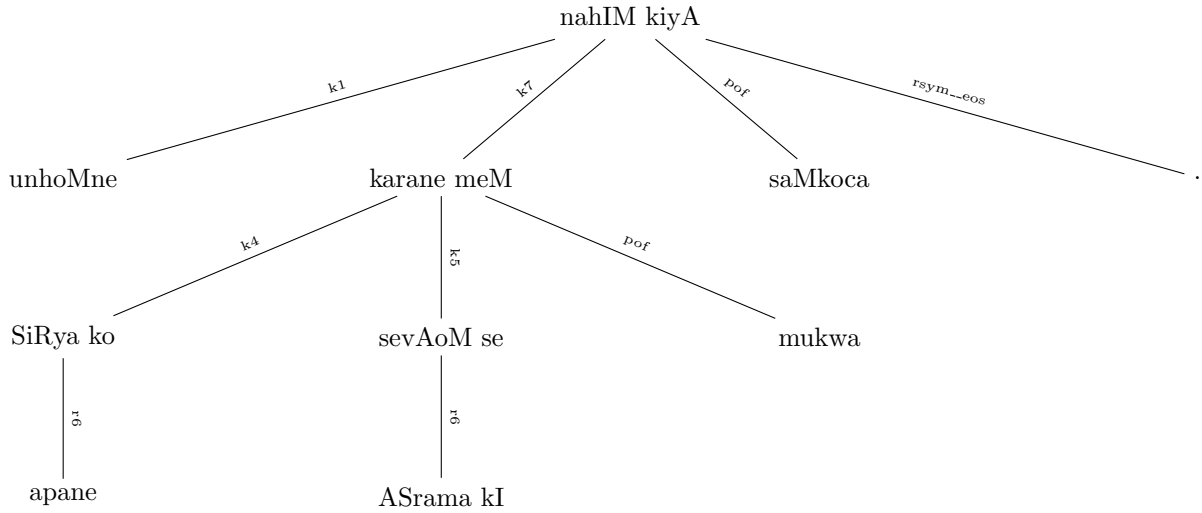 nahIM kiyA
k1 k7 pof rsym__eos
unhoMne karane meM saMkoca .
k4 k5 pof
SiRya ko sevAoM se mukwa
r6 r6
apane ASrama kI